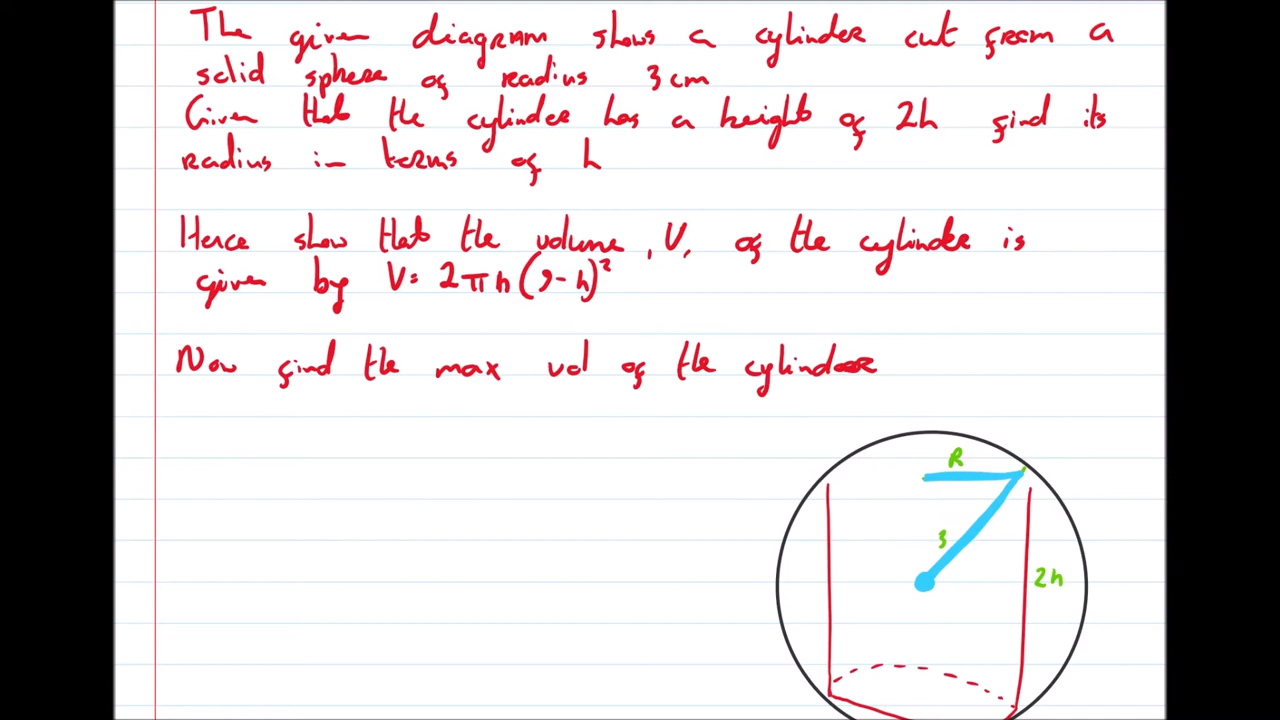 The given diagram shows a cylinder cut from a
solid sphere of radius 3cm
Given that the cylinder has a height of 2h find its
radius in terms of h
Hence show that the volume, V, of the cylinder is
given by V= 2πh(9-h)²
Now find the max vol of the cylinder
R
3
2h